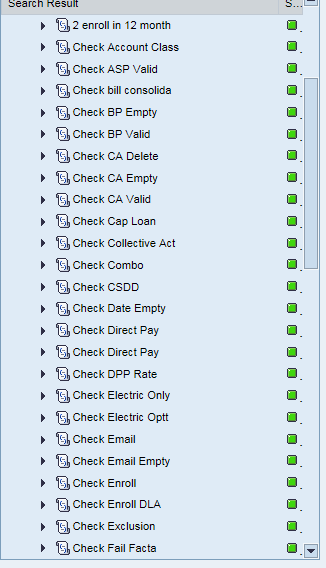 Search Result S...
2 enroll in 12 month
Check Account Class
Check ASP Valid
Check bill consolida
Check BP Empty
Check BP Valid
Check CA Delete
Check CA Empty
Check CA Valid
Check Cap Loan
Check Collective Act
Check Combo
Check CSDD
Check Date Empty
Check Direct Pay
Check Direct Pay
Check DPP Rate
Check Electric Only
Check Electric Optt
Check Email
Check Email Empty
Check Enroll
Check Enroll DLA
Check Exclusion
Check Fail Facta